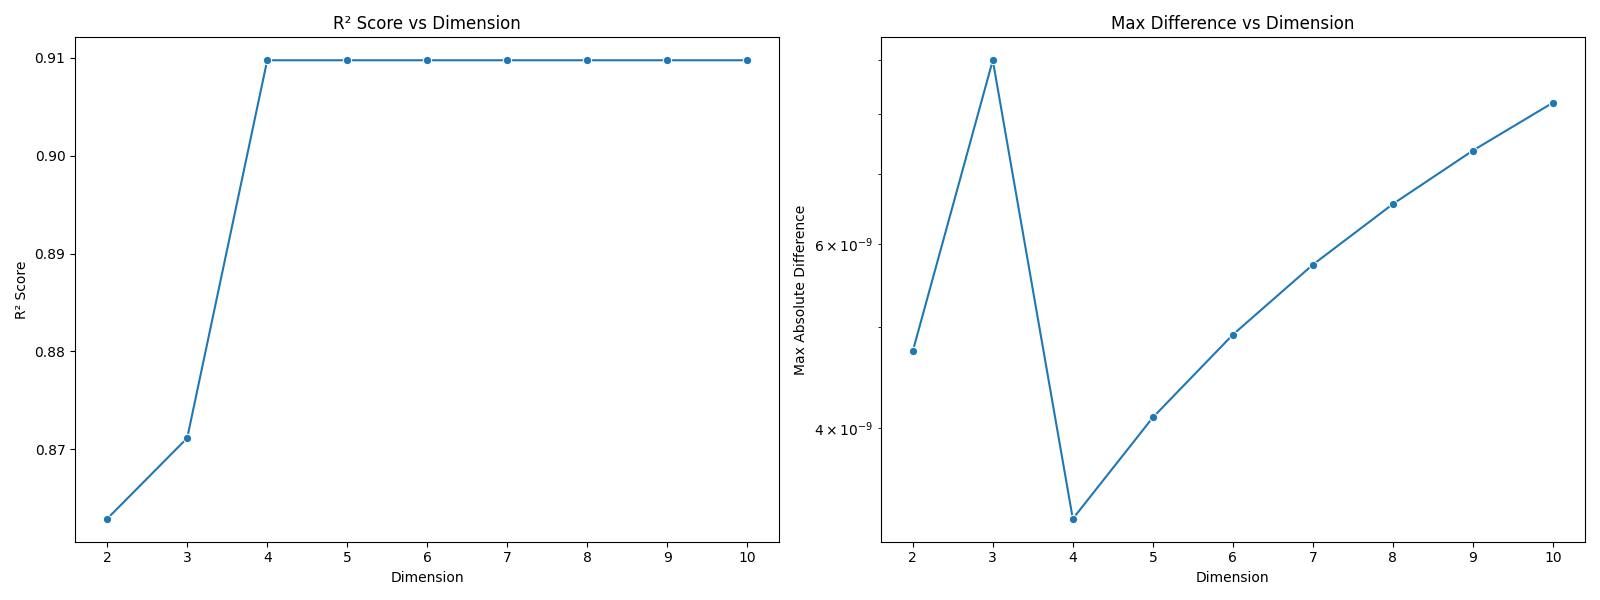 R² Score vs Dimension
R² Score
0.91
0.90
0.89
0.88
0.87
2 3 4 5 6 7 8 9 10
Dimension
Max Difference vs Dimension
Max Absolute Difference
6 × 10⁻⁹
4 × 10⁻⁹
2 3 4 5 6 7 8 9 10
Dimension